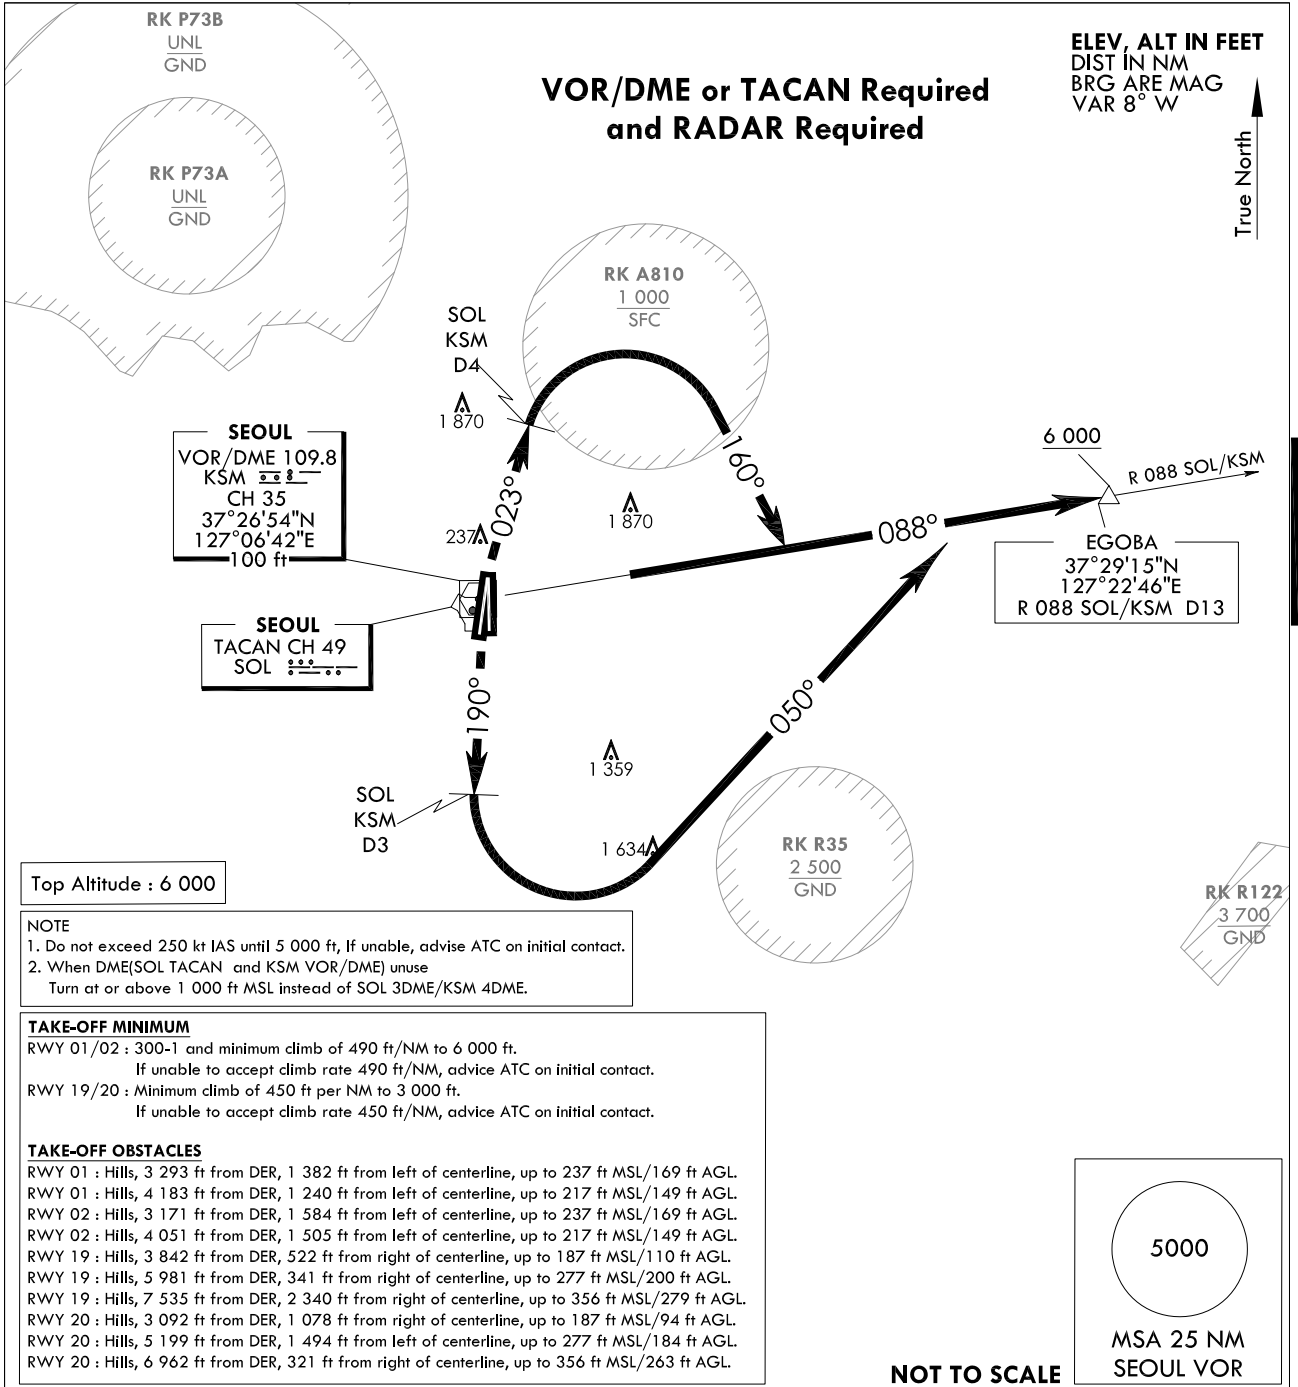 RK P73B
UNL
GND
RK P73A
UNL
GND
VOR/DME or TACAN Required
and RADAR Required
ELEV, ALT IN FEET
DIST IN NM
BRG ARE MAG
VAR 8° W
True North
RK A810
1 000
SFC
SOL
KSM
D4
1 870
023°
160°
237
1 870
SEOUL
VOR/DME 109.8
KSM
CH 35
37°26'54"N
127°06'42"E
100 ft
SEOUL
TACAN CH 49
SOL
6 000
R 088 SOL/KSM
088°
EGOBA
37°29'15"N
127°22'46"E
R 088 SOL/KSM D13
190°
050°
1 359
SOL
KSM
D3
1 634
RK R35
2 500
GND
RK R122
3 700
GND
Top Altitude : 6 000
NOTE
1. Do not exceed 250 kt IAS until 5 000 ft, If unable, advise ATC on initial contact.
2. When DME(SOL TACAN and KSM VOR/DME) unuse
Turn at or above 1 000 ft MSL instead of SOL 3DME/KSM 4DME.
TAKE-OFF MINIMUM
RWY 01/02 : 300-1 and minimum climb of 490 ft/NM to 6 000 ft.
If unable to accept climb rate 490 ft/NM, advice ATC on initial contact.
RWY 19/20 : Minimum climb of 450 ft per NM to 3 000 ft.
If unable to accept climb rate 450 ft/NM, advice ATC on initial contact.
TAKE-OFF OBSTACLES
RWY 01 : Hills, 3 293 ft from DER, 1 382 ft from left of centerline, up to 237 ft MSL/169 ft AGL.
RWY 01 : Hills, 4 183 ft from DER, 1 240 ft from left of centerline, up to 217 ft MSL/149 ft AGL.
RWY 02 : Hills, 3 171 ft from DER, 1 584 ft from left of centerline, up to 237 ft MSL/169 ft AGL.
RWY 02 : Hills, 4 051 ft from DER, 1 505 ft from left of centerline, up to 217 ft MSL/149 ft AGL.
RWY 19 : Hills, 3 842 ft from DER, 522 ft from right of centerline, up to 187 ft MSL/110 ft AGL.
RWY 19 : Hills, 5 981 ft from DER, 341 ft from right of centerline, up to 277 ft MSL/200 ft AGL.
RWY 19 : Hills, 7 535 ft from DER, 2 340 ft from right of centerline, up to 356 ft MSL/279 ft AGL.
RWY 20 : Hills, 3 092 ft from DER, 1 078 ft from right of centerline, up to 187 ft MSL/94 ft AGL.
RWY 20 : Hills, 5 199 ft from DER, 1 494 ft from left of centerline, up to 277 ft MSL/184 ft AGL.
RWY 20 : Hills, 6 962 ft from DER, 321 ft from right of centerline, up to 356 ft MSL/263 ft AGL.
NOT TO SCALE
5000
MSA 25 NM
SEOUL VOR